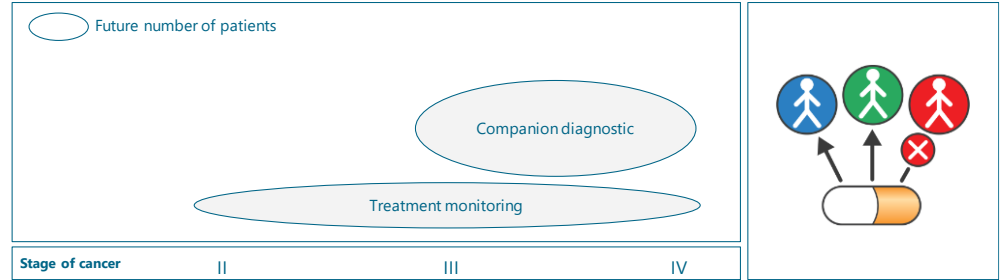 Future number of patients
Companion diagnostic
Treatment monitoring
Stage of cancer II III IV